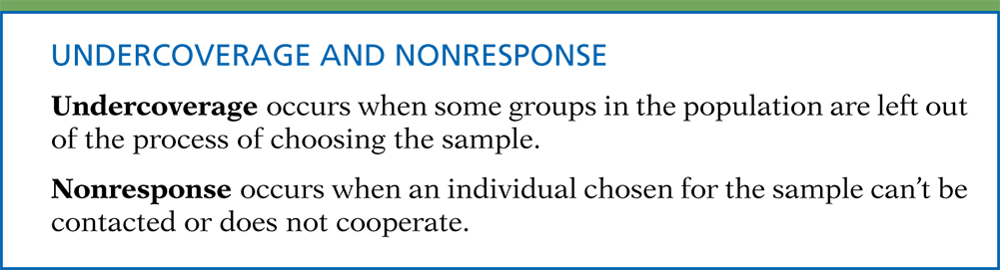 UNDERCOVERAGE AND NONRESPONSE
Undercoverage occurs when some groups in the population are left out
of the process of choosing the sample.
Nonresponse occurs when an individual chosen for the sample can’t be
contacted or does not cooperate.